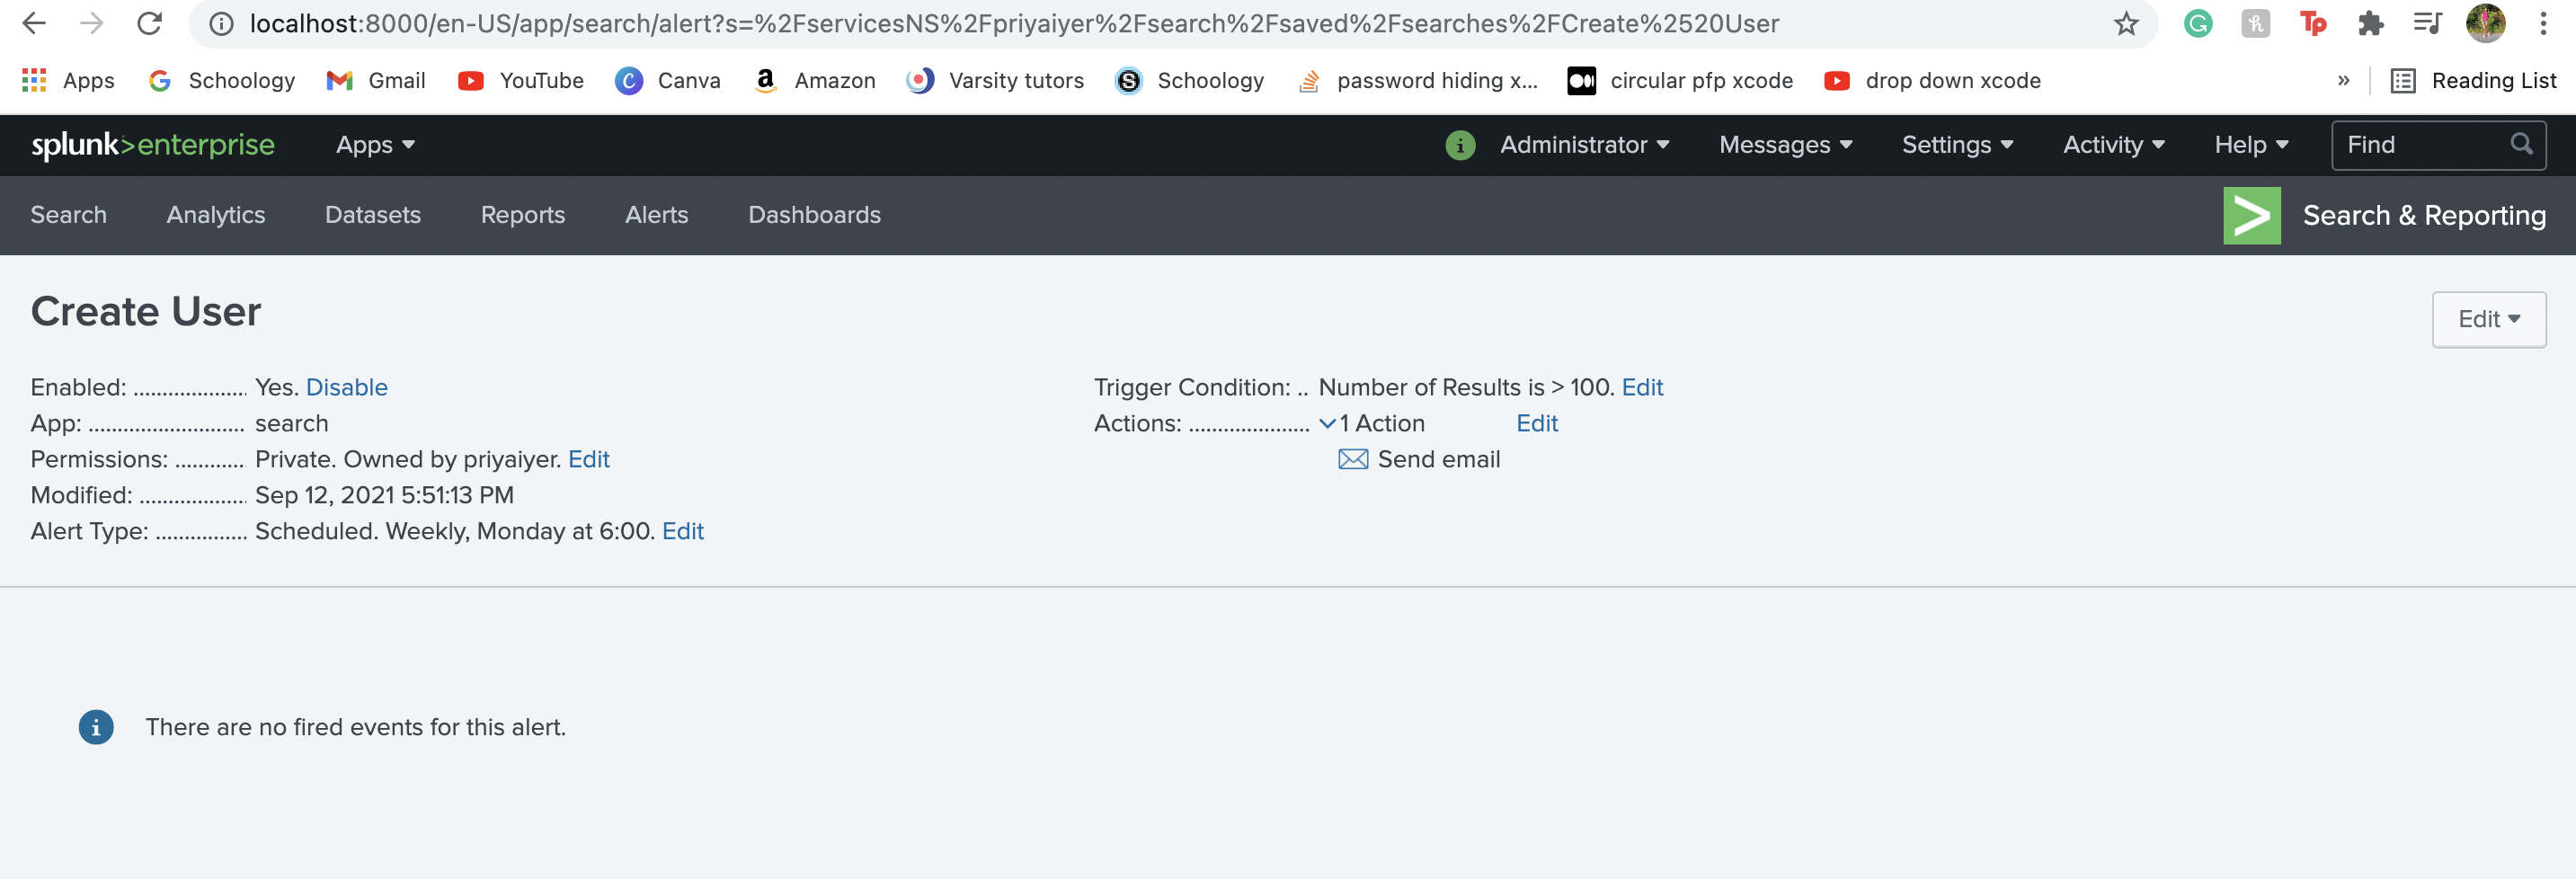 localhost:8000/en-US/app/search/alert?s=%2FservicesNS%2Fpriyaiyer%2Fsearch%2Fsaved%2Fsearches%2FCreate%2520User
Apps Schoology Gmail YouTube Canva Amazon Varsity tutors Schoology password hiding x... circular pfp xcode drop down xcode » Reading List
splunk>enterprise Apps Administrator Messages Settings Activity Help Find
Search Analytics Datasets Reports Alerts Dashboards Search & Reporting
Create User
Edit
Enabled: ................... Yes. Disable
App: .......................... search
Permissions: ............ Private. Owned by priyaiyer. Edit
Modified: .................. Sep 12, 2021 5:51:13 PM
Alert Type: ............... Scheduled. Weekly, Monday at 6:00. Edit
Trigger Condition: .. Number of Results is > 100. Edit
Actions: ..................... 1 Action Edit
Send email
There are no fired events for this alert.